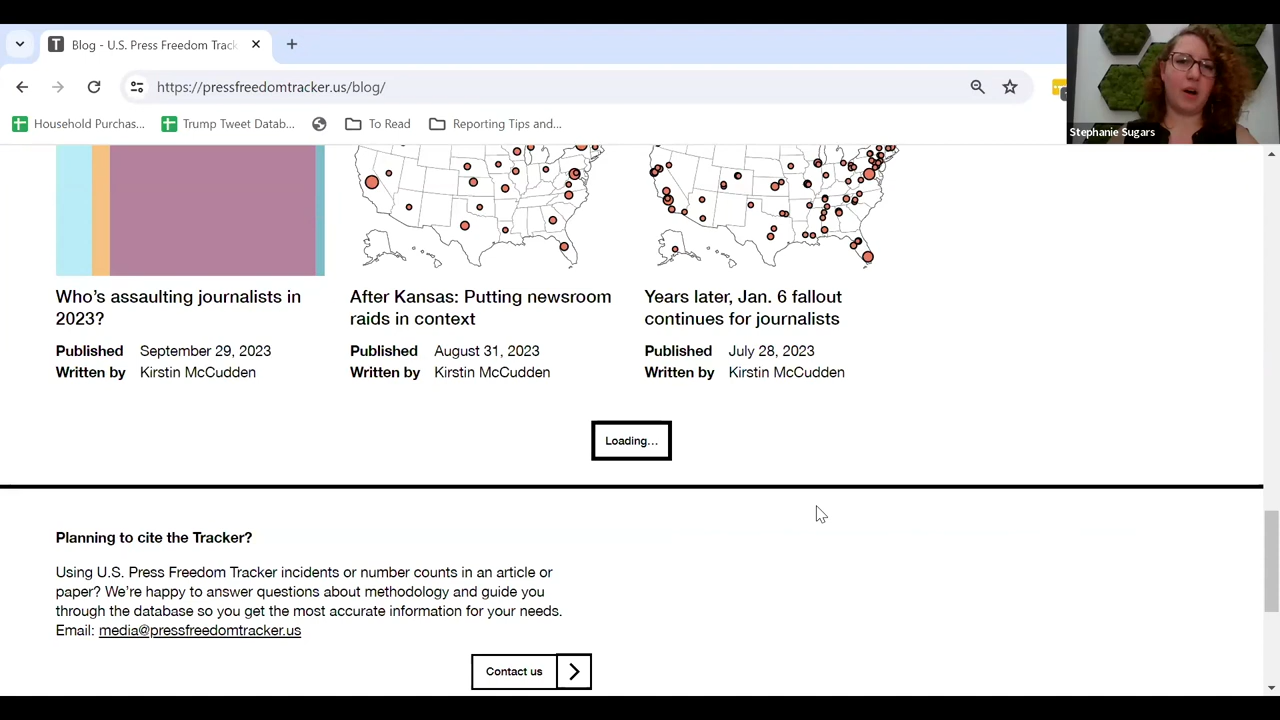 Blog - U.S. Press Freedom Track
https://pressfreedomtracker.us/blog/
Household Purchas...
Trump Tweet Datab...
To Read
Reporting Tips and...
Stephanie Sugars
Who's assaulting journalists in
2023?
Published September 29, 2023
Written by Kirstin McCudden
After Kansas: Putting newsroom
raids in context
Published August 31, 2023
Written by Kirstin McCudden
Years later, Jan. 6 fallout
continues for journalists
Published July 28, 2023
Written by Kirstin McCudden
Loading...
Planning to cite the Tracker?
Using U.S. Press Freedom Tracker incidents or number counts in an article or
paper? We're happy to answer questions about methodology and guide you
through the database so you get the most accurate information for your needs.
Email: media@pressfreedomtracker.us
Contact us